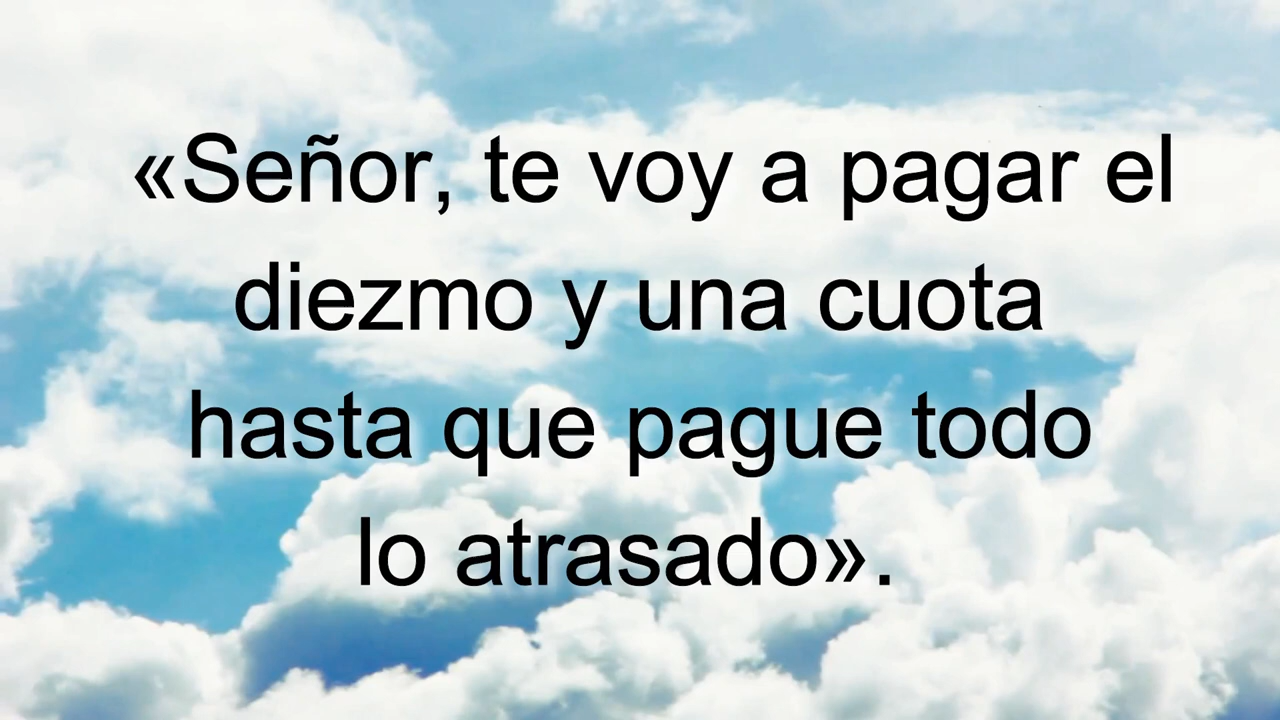 «Señor, te voy a pagar el
diezmo y una cuota
hasta que pague todo
lo atrasado».